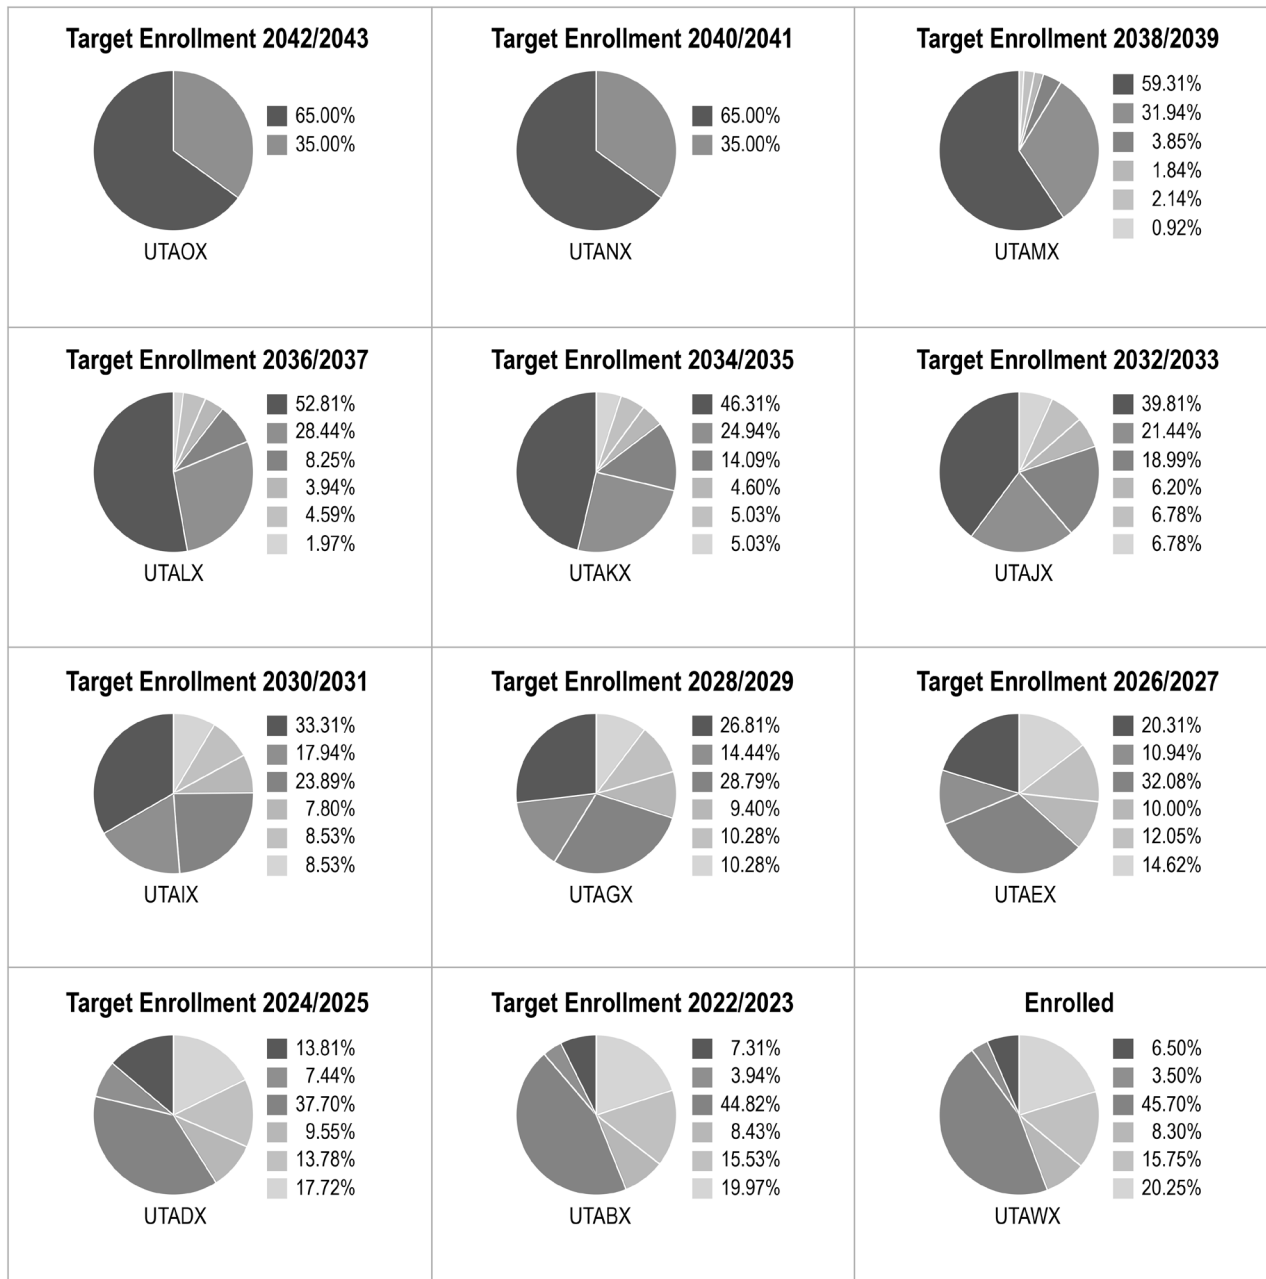 Target Enrollment 2042/2043
65.00%
35.00%
UTAOX
Target Enrollment 2040/2041
65.00%
35.00%
UTANX
Target Enrollment 2038/2039
59.31%
31.94%
3.85%
1.84%
2.14%
0.92%
UTAMX
Target Enrollment 2036/2037
52.81%
28.44%
8.25%
3.94%
4.59%
1.97%
UTALX
Target Enrollment 2034/2035
46.31%
24.94%
14.09%
4.60%
5.03%
5.03%
UTAKX
Target Enrollment 2032/2033
39.81%
21.44%
18.99%
6.20%
6.78%
6.78%
UTAJX
Target Enrollment 2030/2031
33.31%
17.94%
23.89%
7.80%
8.53%
8.53%
UTAIX
Target Enrollment 2028/2029
26.81%
14.44%
28.79%
9.40%
10.28%
10.28%
UTAGX
Target Enrollment 2026/2027
20.31%
10.94%
32.08%
10.00%
12.05%
14.62%
UTAEX
Target Enrollment 2024/2025
13.81%
7.44%
37.70%
9.55%
13.78%
17.72%
UTADX
Target Enrollment 2022/2023
7.31%
3.94%
44.82%
8.43%
15.53%
19.97%
UTABX
Enrolled
6.50%
3.50%
45.70%
8.30%
15.75%
20.25%
UTAWX